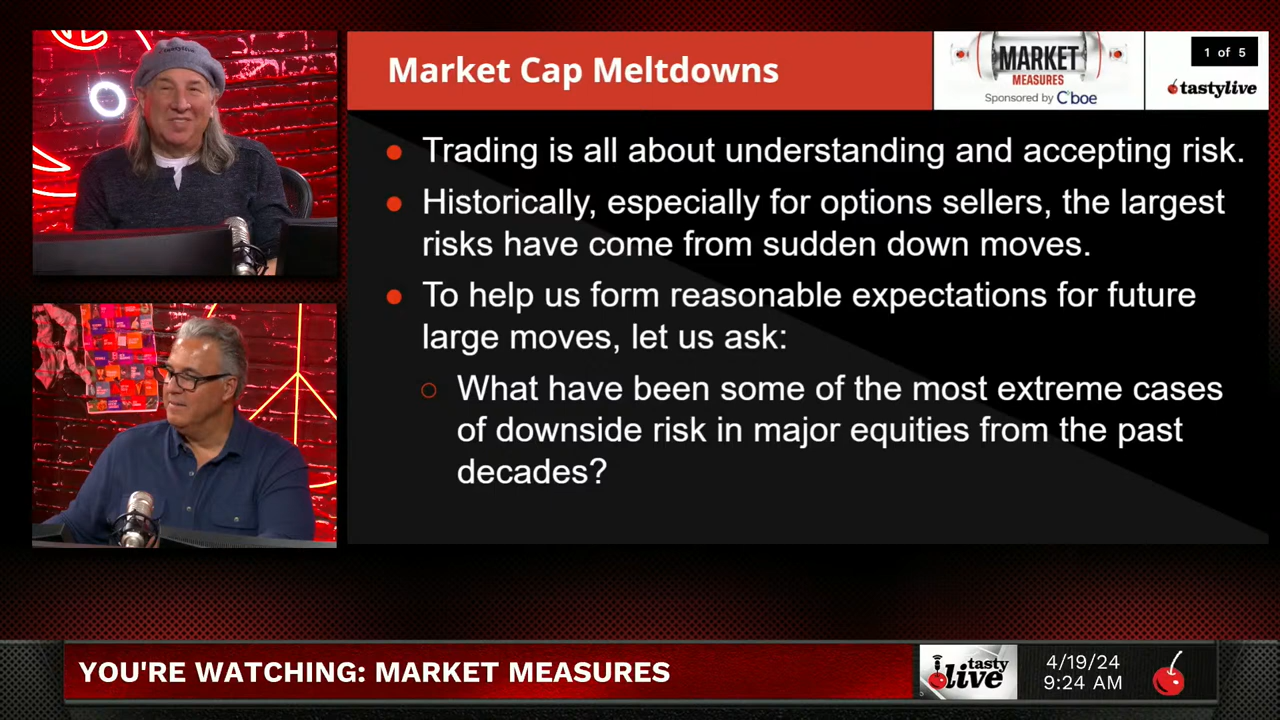 tastylive
Market Cap Meltdowns
MARKET
MEASURES
Sponsored by Cboe
1 of 5
tastylive
Trading is all about understanding and accepting risk.
Historically, especially for options sellers, the largest
risks have come from sudden down moves.
To help us form reasonable expectations for future
large moves, let us ask:
What have been some of the most extreme cases
of downside risk in major equities from the past
decades?
YOU'RE WATCHING: MARKET MEASURES
tasty
live
4/19/24
9:24 AM